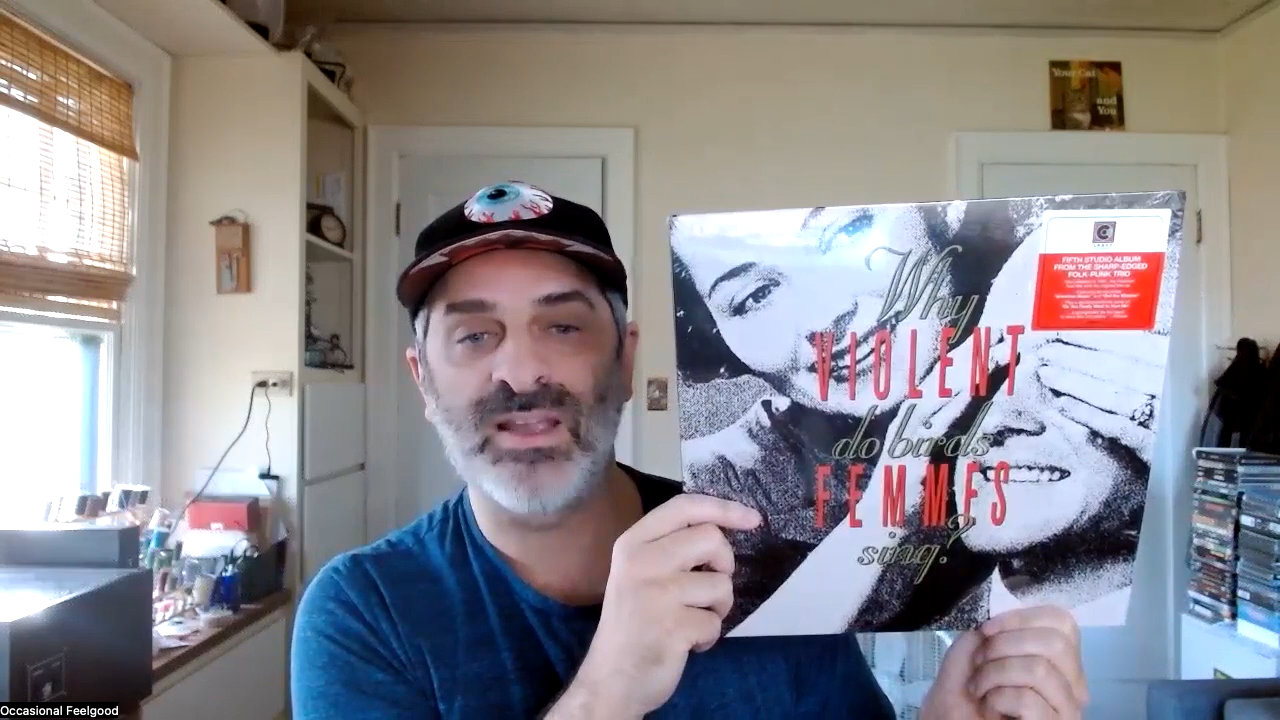 Your Cat
and
You
Why
VIOLENT
do birds
FEMMES
sing?
FIFTH STUDIO ALBUM
FROM THE SHARP-EDGED
FOLK-PUNK TRIO
Occasional Feelgood